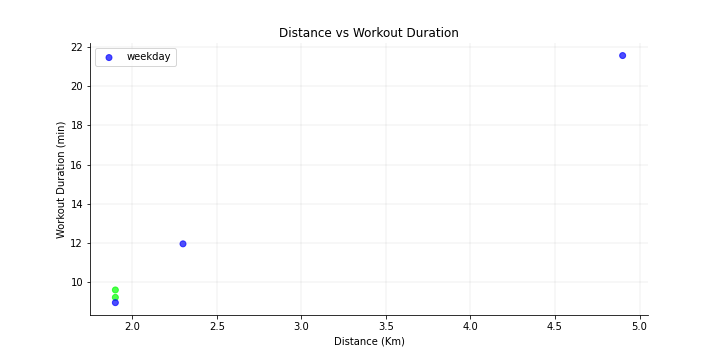 Distance vs Workout Duration
weekday
22
20
18
16
14
12
10
Workout Duration (min)
2.0 2.5 3.0 3.5 4.0 4.5 5.0
Distance (Km)